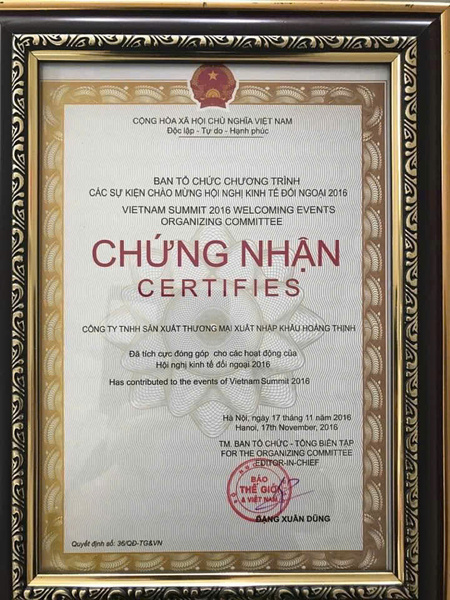 CỘNG HÒA XÃ HỘI CHỦ NGHĨA VIỆT NAM
Độc lập - Tự do - Hạnh phúc
BAN TỔ CHỨC CHƯƠNG TRÌNH
CÁC SỰ KIỆN CHÀO MỪNG HỘI NGHỊ KINH TẾ ĐỐI NGOẠI 2016
VIETNAM SUMMIT 2016 WELCOMING EVENTS
ORGANIZING COMMITTEE
CHỨNG NHẬN
CERTIFIES
CÔNG TY TNHH SẢN XUẤT THƯƠNG MẠI XUẤT NHẬP KHẨU HOÀNG THỊNH
Đã tích cực đóng góp cho các hoạt động của
Hội nghị kinh tế đối ngoại 2016
Has contributed to the events of Vietnam Summit 2016
Hà Nội, ngày 17 tháng 11 năm 2016
Hanoi, 17th November, 2016
TM. BAN TỔ CHỨC - TỔNG BIÊN TẬP
FOR THE ORGANIZING COMMITTEE
EDITOR-IN-CHIEF
BÁO
THẾ GIỚI
& VIỆT NAM
ĐẶNG XUÂN DŨNG
Quyết định số: 36/QĐ-TG&VN